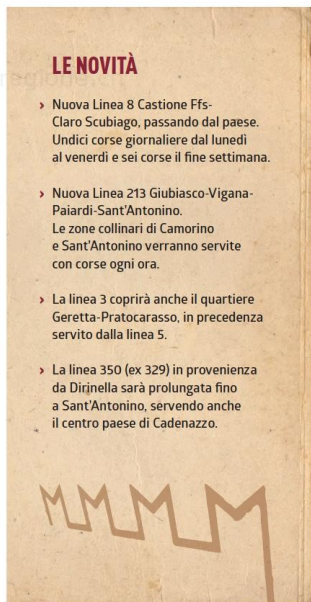 LE NOVITÀ
› Nuova Linea 8 Castione Ffs-
Claro Scubiago, passando dal paese.
Undici corse giornaliere dal lunedì
al venerdì e sei corse il fine settimana.
› Nuova Linea 213 Giubiasco-Vigana-
Paiardi-Sant'Antonino.
Le zone collinari di Camorino
e Sant'Antonino verranno servite
con corse ogni ora.
› La linea 3 coprirà anche il quartiere
Geretta-Pratocarasso, in precedenza
servito dalla linea 5.
› La linea 350 (ex 329) in provenienza
da Dirinella sarà prolungata fino
a Sant'Antonino, servendo anche
il centro paese di Cadenazzo.